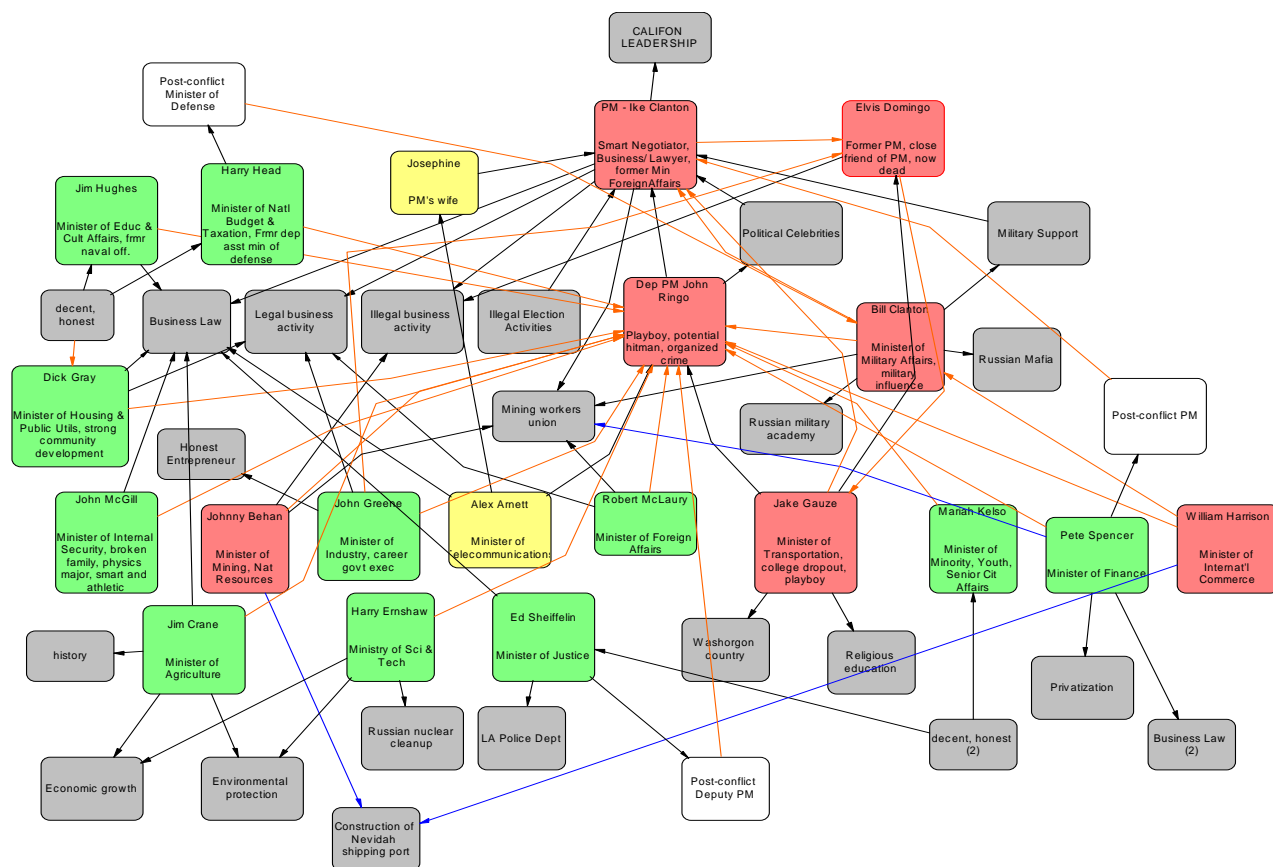 CALIFON
LEADERSHIP
Post-conflict
Minister of
Defense
PM - Ike Clanton
Smart Negotiator,
Business/ Lawyer,
former Min
ForeignAffairs
Elvis Domingo
Former PM, close
friend of PM, now
dead
Josephine
PM's wife
Harry Head
Minister of Natl
Budget &
Taxation, Frmr dep
asst min of
defense
Jim Hughes
Minister of Educ &
Cult Affairs, frmr
naval off.
Political Celebrities
Military Support
decent,
honest
Business Law
Legal business
activity
Illegal business
activity
Illegal Election
Activities
Dep PM John
Ringo
Playboy, potential
hitman, organized
crime
Bill Clanton
Minister of
Military Affairs,
military
influence
Russian Mafia
Dick Gray
Minister of Housing &
Public Utils, strong
community
development
Honest
Entrepreneur
Mining workers
union
Russian military
academy
Post-conflict PM
John McGill
Minister of Internal
Security, broken
family, physics
major, smart and
athletic
Johnny Behan
Minister of
Mining, Nat
Resources
John Greene
Minister of
Industry, career
govt exec
Alex Arnett
Minister of
Telecommunications
Robert McLaury
Minister of Foreign
Affairs
Jake Gauze
Minister of
Transportation,
college dropout,
playboy
Mariah Kelso
Minister of
Minority, Youth,
Senior Cit
Affairs
Pete Spencer
Minister of Finance
William Harrison
Minister of
Internat'l
Commerce
Jim Crane
Minister of
Agriculture
Harry Ernshaw
Ministry of Sci &
Tech
Ed Sheiffelin
Minister of Justice
history
Washorgon
country
Religious
education
Privatization
Russian nuclear
cleanup
LA Police Dept
decent, honest
(2)
Business Law
(2)
Economic growth
Environmental
protection
Post-conflict
Deputy PM
Construction of
Nevidah
shipping port